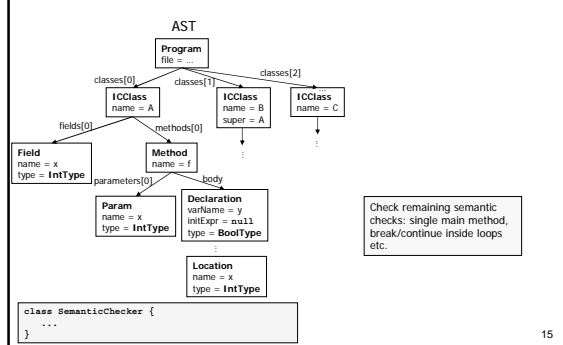 AST
Program
file = ...
classes[0]
classes[1]
classes[2]
...
ICClass
name = A
ICClass
name = B
super = A
ICClass
name = C
fields[0]
methods[0]
⋮
⋮
Field
name = x
type = IntType
Method
name = f
parameters[0]
body
Param
name = x
type = IntType
Declaration
varName = y
initExpr = null
type = BoolType
⋮
Location
name = x
type = IntType
Check remaining semantic
checks: single main method,
break/continue inside loops
etc.
class SemanticChecker {
...
}
15